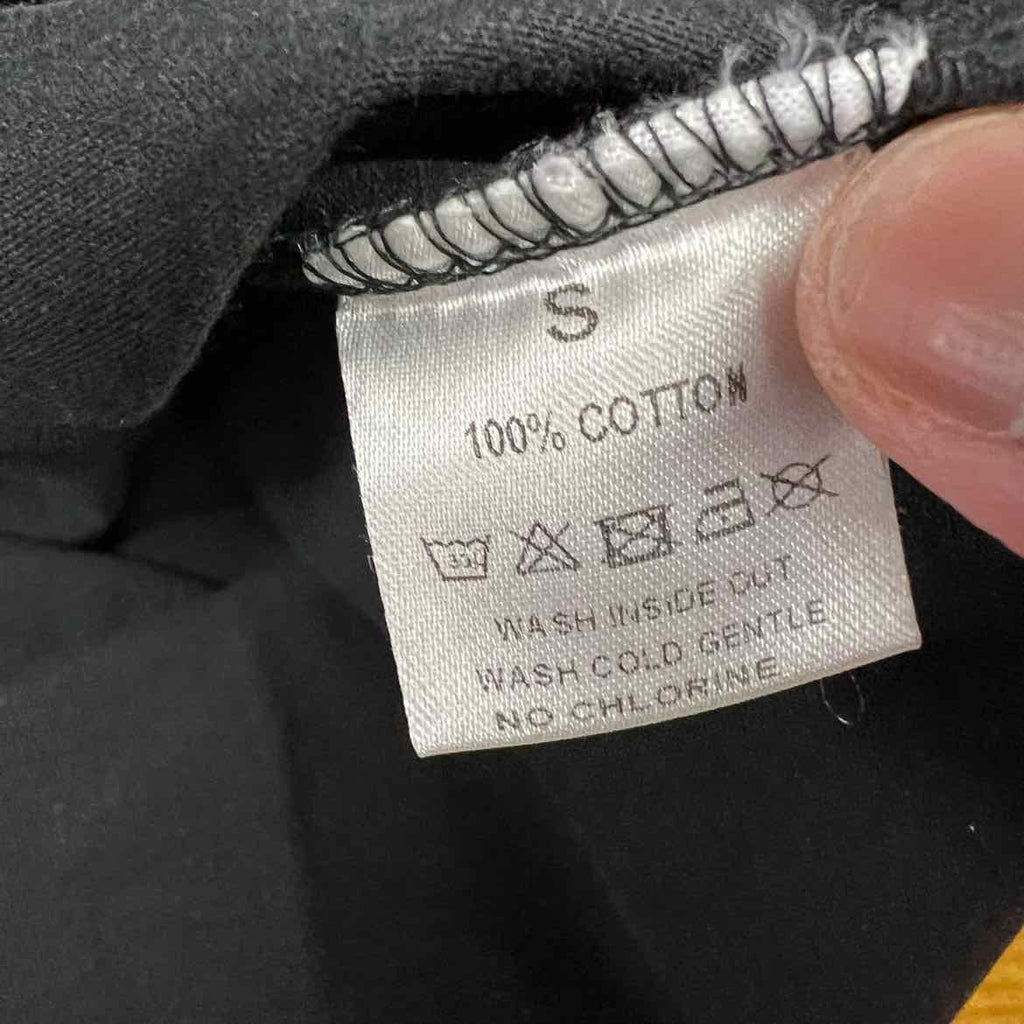 S
100% COTTON
WASH INSIDE OUT
WASH COLD GENTLE
NO CHLORINE